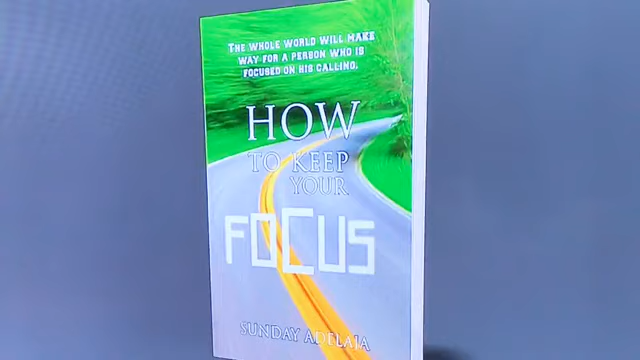 THE WHOLE WORLD WILL MAKE
WAY FOR A PERSON WHO IS
FOCUSED ON HIS CALLING.
HOW
TO KEEP
YOUR
FOCUS
SUNDAY ADELAJA